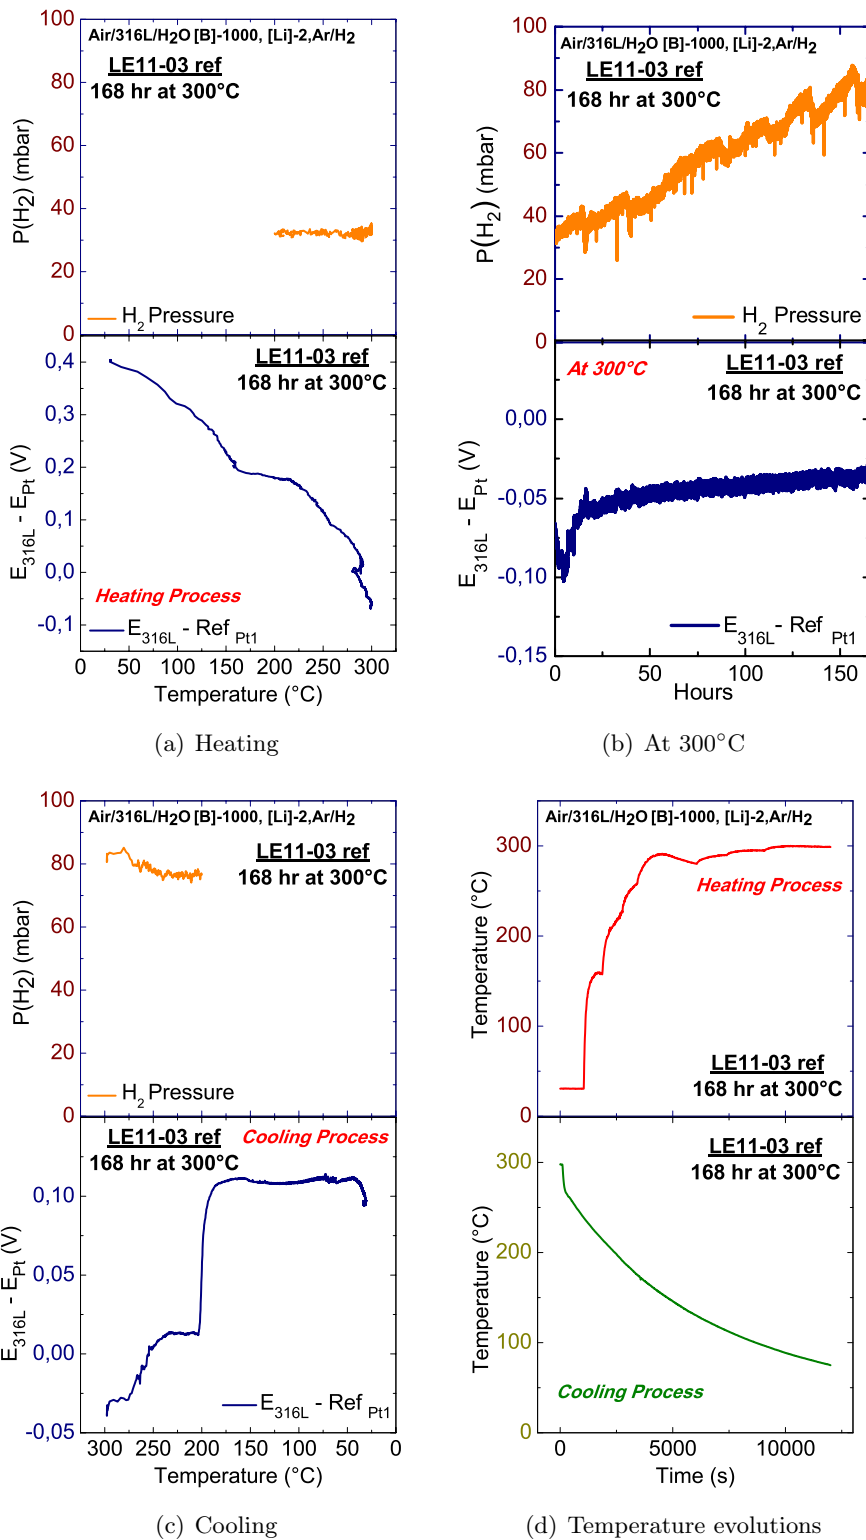 Air/316L/H2O [B]-1000, [Li]-2,Ar/H2
LE11-03 ref
168 hr at 300°C
P(H2) (mbar)
100
80
60
40
20
0
H2 Pressure
LE11-03 ref
168 hr at 300°C
E316L - EPt (V)
0,4
0,3
0,2
0,1
0,0
-0,1
Heating Process
E316L - Ref Pt1
0 50 100 150 200 250 300
Temperature (°C)
(a) Heating
Air/316L/H2O [B]-1000, [Li]-2,Ar/H2
LE11-03 ref
168 hr at 300°C
P(H2) (mbar)
100
80
60
40
20
0
H2 Pressure
At 300°C
LE11-03 ref
168 hr at 300°C
E316L - EPt (V)
0,00
-0,05
-0,10
-0,15
E316L - Ref Pt1
0 50 100 150
Hours
(b) At 300°C
Air/316L/H2O [B]-1000, [Li]-2,Ar/H2
LE11-03 ref
168 hr at 300°C
P(H2) (mbar)
100
80
60
40
20
0
H2 Pressure
LE11-03 ref
168 hr at 300°C
Cooling Process
E316L - EPt (V)
0,10
0,05
0,00
-0,05
E316L - Ref Pt1
300 250 200 150 100 50 0
Temperature (°C)
(c) Cooling
Air/316L/H2O [B]-1000, [Li]-2,Ar/H2
Temperature (°C)
300
200
100
0
Heating Process
LE11-03 ref
168 hr at 300°C
LE11-03 ref
168 hr at 300°C
Temperature (°C)
300
200
100
0
Cooling Process
0 5000 10000
Time (s)
(d) Temperature evolutions